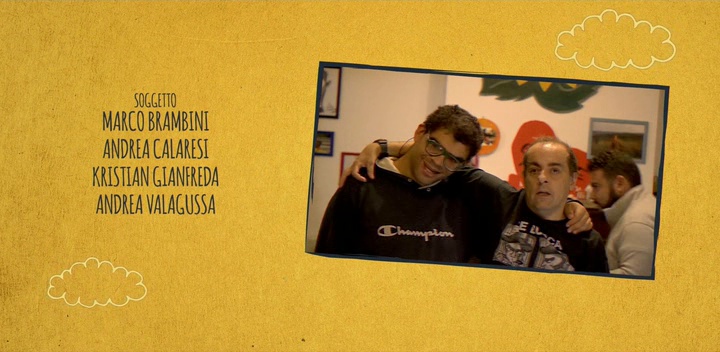 SOGGETTO
MARCO BRAMBINI
ANDREA CALARESI
KRISTIAN GIANFREDA
ANDREA VALAGUSSA
Champion